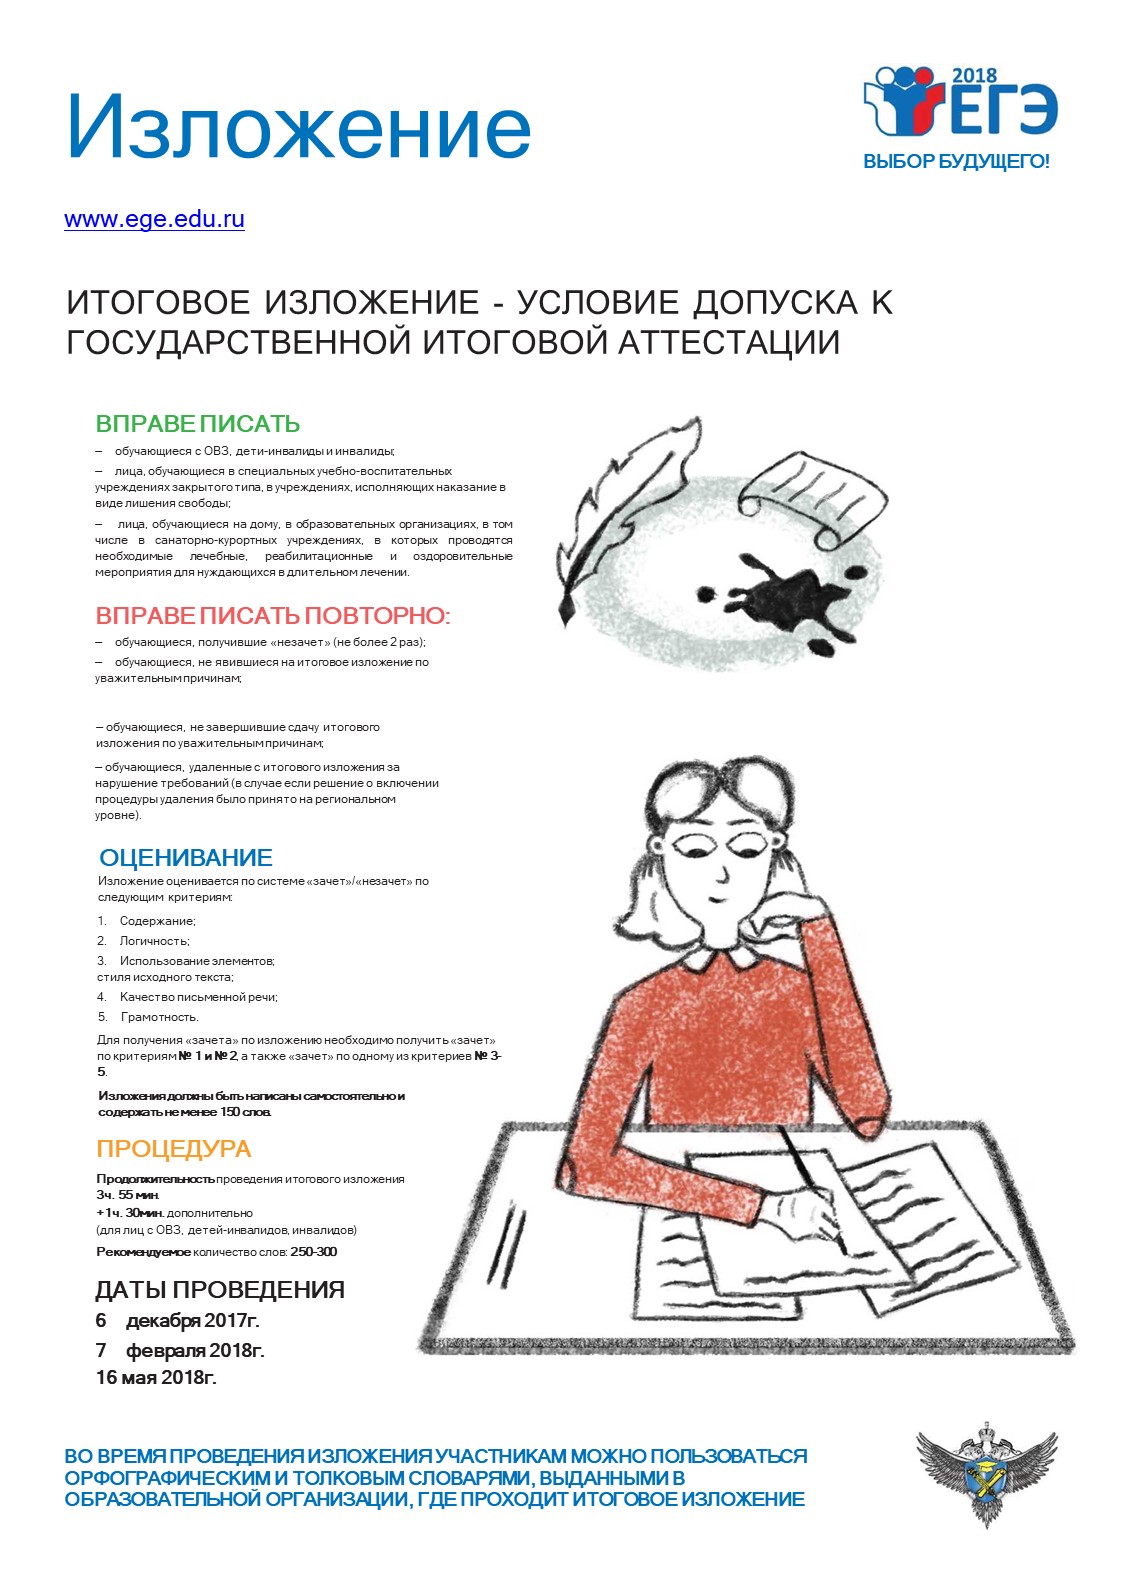 Изложение
2018
ЕГЭ
ВЫБОР БУДУЩЕГО!
www.ege.edu.ru
ИТОГОВОЕ ИЗЛОЖЕНИЕ - УСЛОВИЕ ДОПУСКА К
ГОСУДАРСТВЕННОЙ ИТОГОВОЙ АТТЕСТАЦИИ
ВПРАВЕ ПИСАТЬ
– обучающиеся с ОВЗ, дети-инвалиды и инвалиды;
– лица, обучающиеся в специальных учебно-воспитательных
учреждениях закрытого типа, в учреждениях, исполняющих наказание в
виде лишения свободы;
– лица, обучающиеся на дому, в образовательных организациях, в том
числе в санаторно-курортных учреждениях, в которых проводятся
необходимые лечебные, реабилитационные и оздоровительные
мероприятия для нуждающихся в длительном лечении.
ВПРАВЕ ПИСАТЬ ПОВТОРНО:
– обучающиеся, получившие «незачет» (не более 2 раз);
– обучающиеся, не явившиеся на итоговое изложение по
уважительным причинам;
– обучающиеся, не завершившие сдачу итогового
изложения по уважительным причинам;
– обучающиеся, удаленные с итогового изложения за
нарушение требований (в случае если решение о включении
процедуры удаления было принято на региональном
уровне).
ОЦЕНИВАНИЕ
Изложение оценивается по системе «зачет»/«незачет» по
следующим критериям:
1. Содержание;
2. Логичность;
3. Использование элементов;
стиля исходного текста;
4. Качество письменной речи;
5. Грамотность.
Для получения «зачета» по изложению необходимо получить «зачет»
по критериям № 1 и № 2, а также «зачет» по одному из критериев № 3-
5.
Изложения должны быть написаны самостоятельно и
содержать не менее 150 слов.
ПРОЦЕДУРА
Продолжительность проведения итогового изложения
3 ч. 55 мин.
+ 1 ч. 30мин. дополнительно
(для лиц с ОВЗ, детей-инвалидов, инвалидов)
Рекомендуемое количество слов: 250-300
ДАТЫ ПРОВЕДЕНИЯ
6 декабря 2017г.
7 февраля 2018г.
16 мая 2018г.
ВО ВРЕМЯ ПРОВЕДЕНИЯ ИЗЛОЖЕНИЯ УЧАСТНИКАМ МОЖНО ПОЛЬЗОВАТЬСЯ
ОРФОГРАФИЧЕСКИМ И ТОЛКОВЫМ СЛОВАРЯМИ, ВЫДАННЫМИ В
ОБРАЗОВАТЕЛЬНОЙ ОРГАНИЗАЦИИ, ГДЕ ПРОХОДИТ ИТОГОВОЕ ИЗЛОЖЕНИЕ